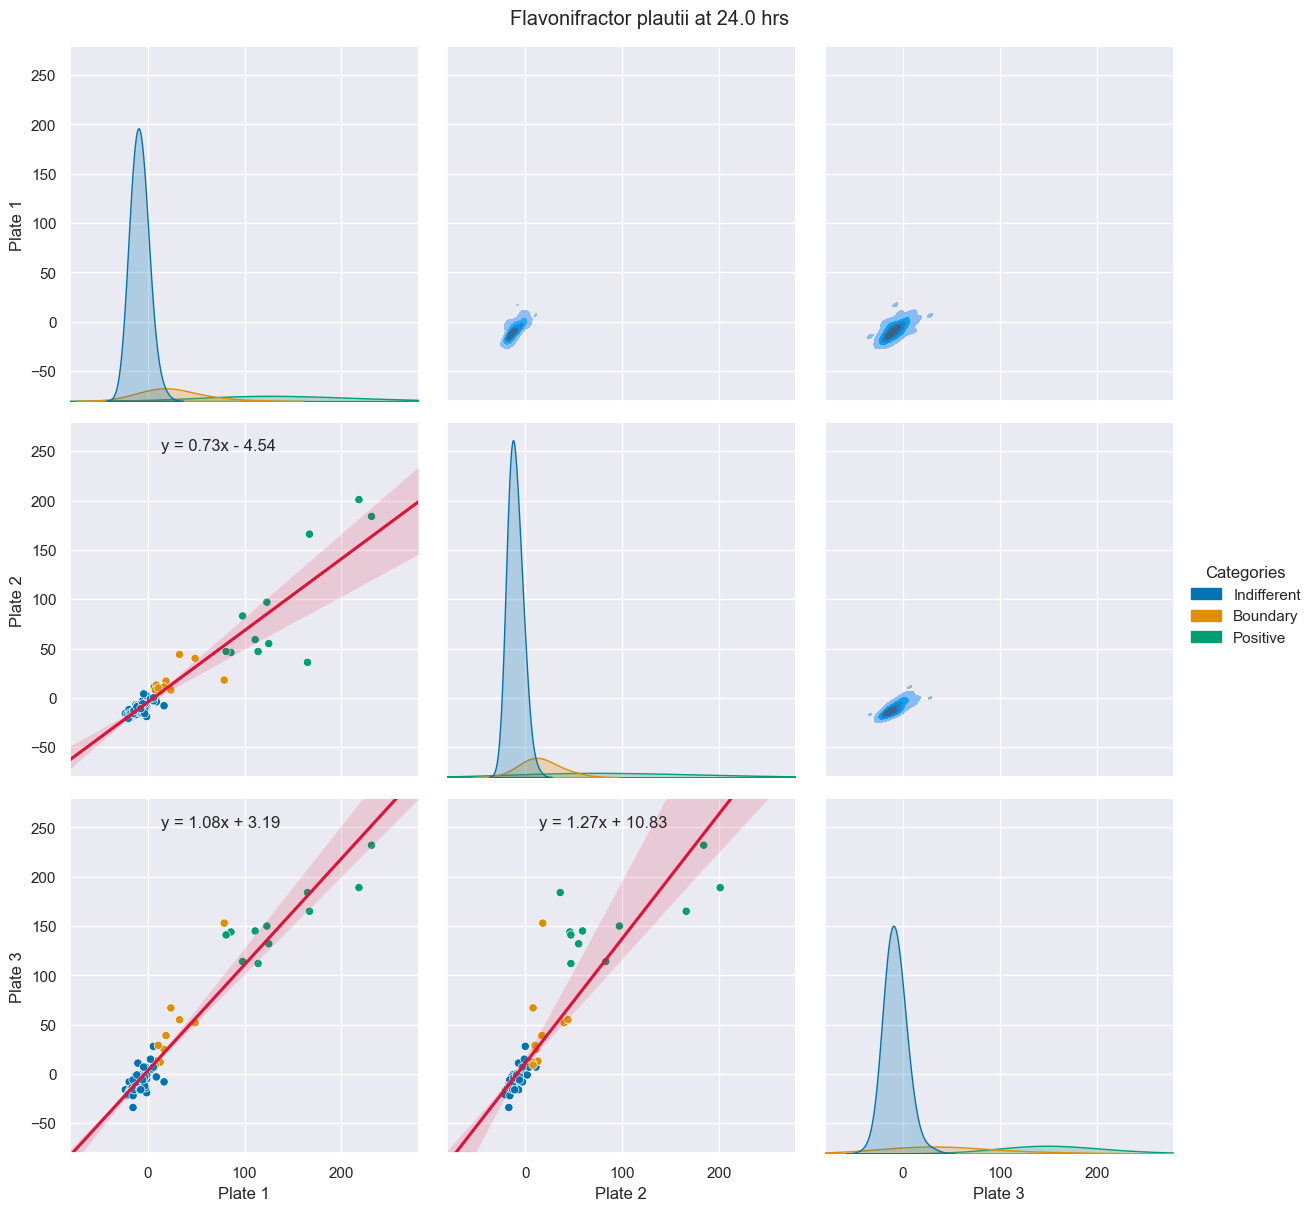 Flavonifractor plautii at 24.0 hrs
250
200
150
100
50
0
−50
Plate 1
y = 0.73x - 4.54
250
200
150
100
50
0
−50
Plate 2
Categories
Indifferent
Boundary
Positive
y = 1.08x + 3.19
y = 1.27x + 10.83
250
200
150
100
50
0
−50
Plate 3
0 100 200
0 100 200
0 100 200
Plate 1
Plate 2
Plate 3